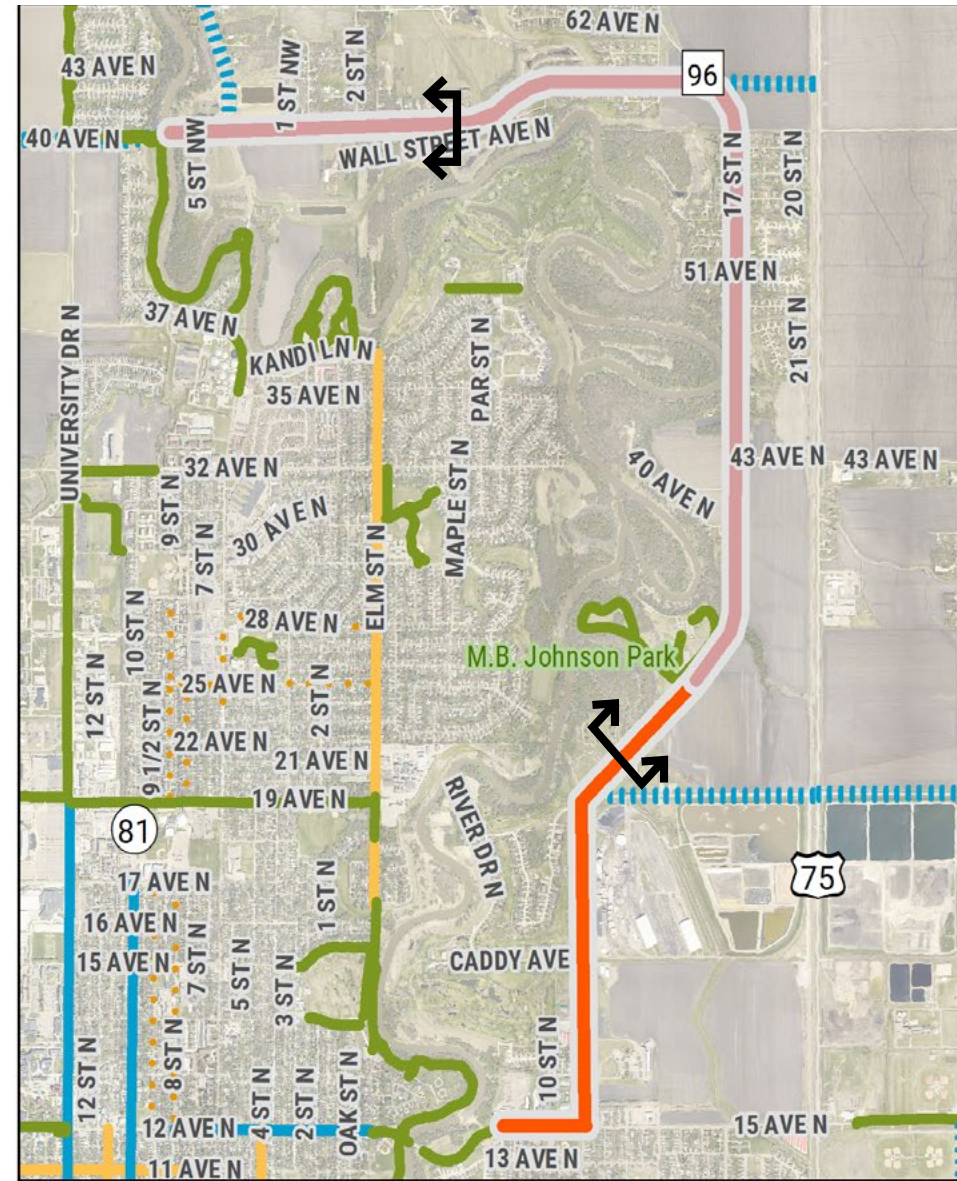 62 AVE N
43 AVE N
1 ST NW
2 ST N
96
40 AVE N
WALL STREET AVE N
5 ST NW
17 ST N
20 ST N
51 AVE N
37 AVE N
UNIVERSITY DR N
KANDI LN N
35 AVE N
PAR ST N
21 ST N
32 AVE N
43 AVE N
43 AVE N
40 AVE N
9 ST N
30 AVE N
MAPLE ST N
7 ST N
ELM ST N
10 ST N
28 AVE N
M.B. Johnson Park
12 ST N
25 AVE N
2 ST N
9 1/2 ST N
22 AVE N
21 AVE N
19 AVE N
RIVER DR N
81
75
17 AVE N
1 ST N
16 AVE N
15 AVE N
7 ST N
5 ST N
3 ST N
CADDY AVE
12 ST N
8 ST N
4 ST N
2 ST N
OAK ST N
10 ST N
12 AVE N
15 AVE N
13 AVE N
11 AVE N